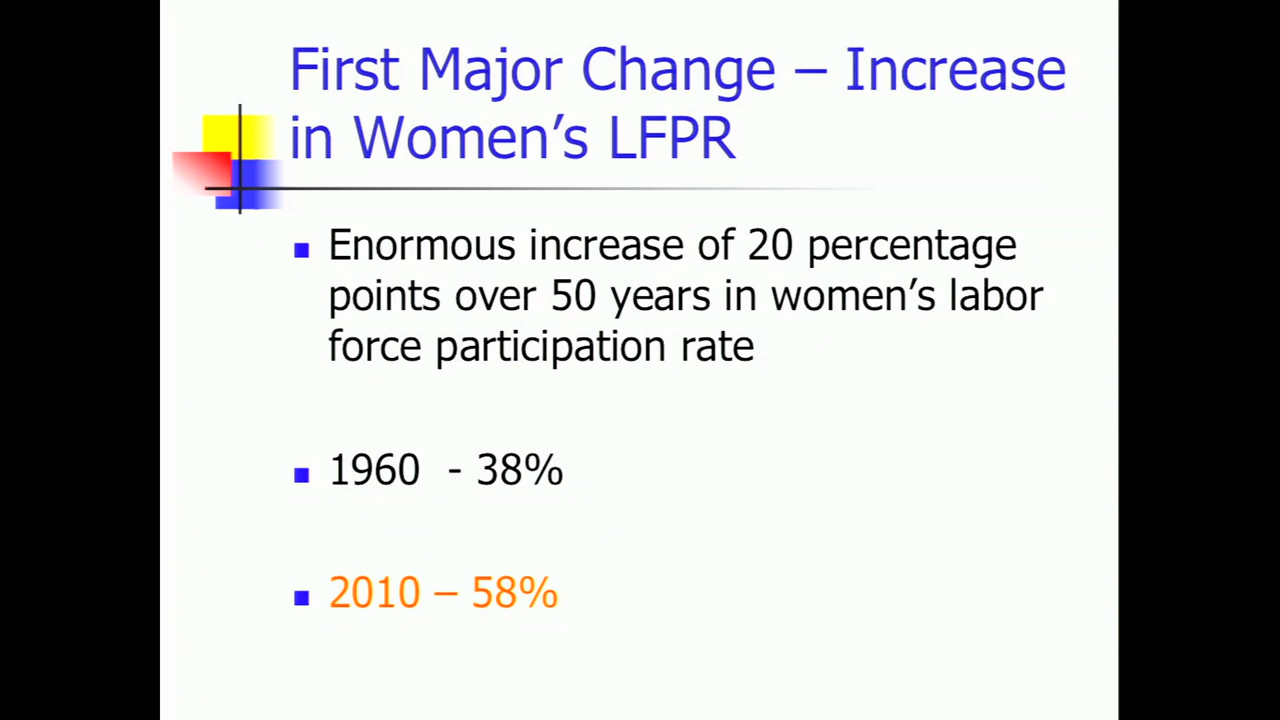 First Major Change – Increase
in Women’s LFPR
Enormous increase of 20 percentage
points over 50 years in women’s labor
force participation rate
1960  - 38%
2010 – 58%